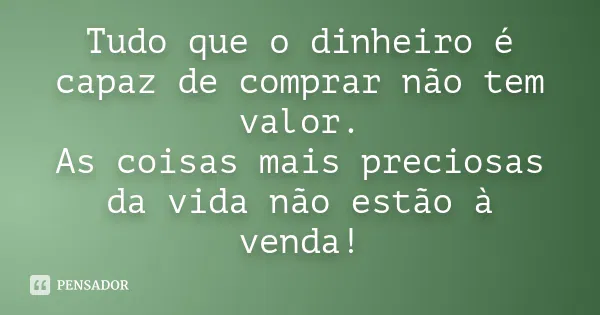 Tudo que o dinheiro é
capaz de comprar não tem
valor.
As coisas mais preciosas
da vida não estão à
venda!
PENSADOR